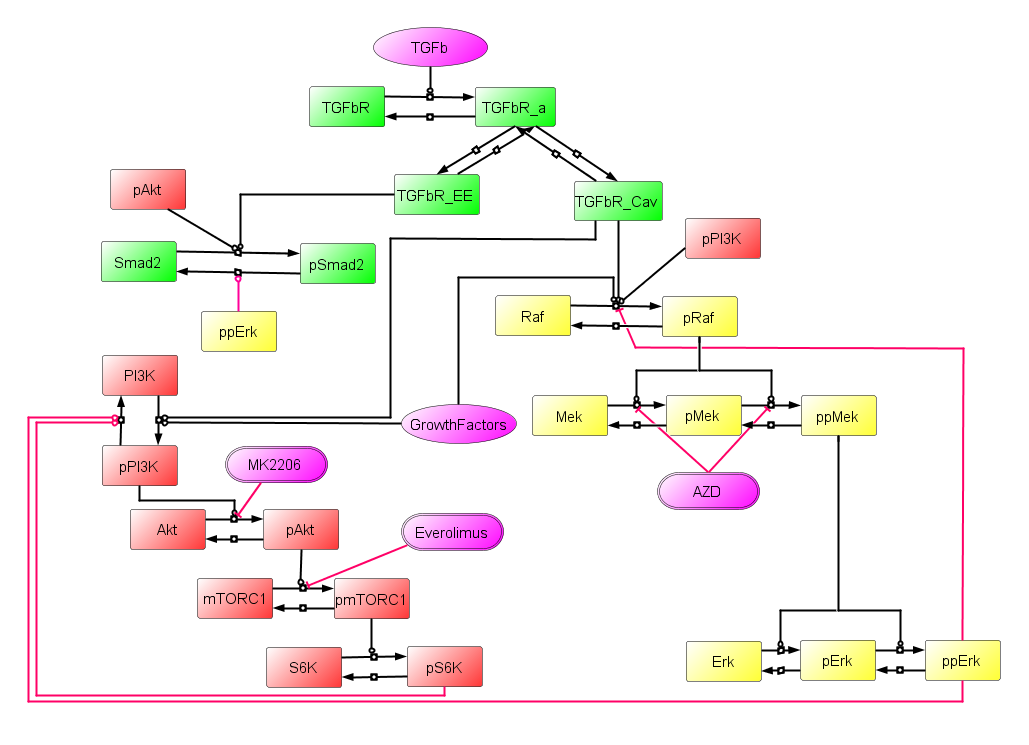 TGFb
TGFbR
TGFbR_a
pAkt
TGFbR_EE
TGFbR_Cav
pPI3K
Smad2
pSmad2
Raf
pRaf
ppErk
PI3K
Mek
pMek
ppMek
GrowthFactors
pPI3K
MK2206
AZD
Akt
pAkt
Everolimus
mTORC1
pmTORC1
S6K
pS6K
Erk
pErk
ppErk